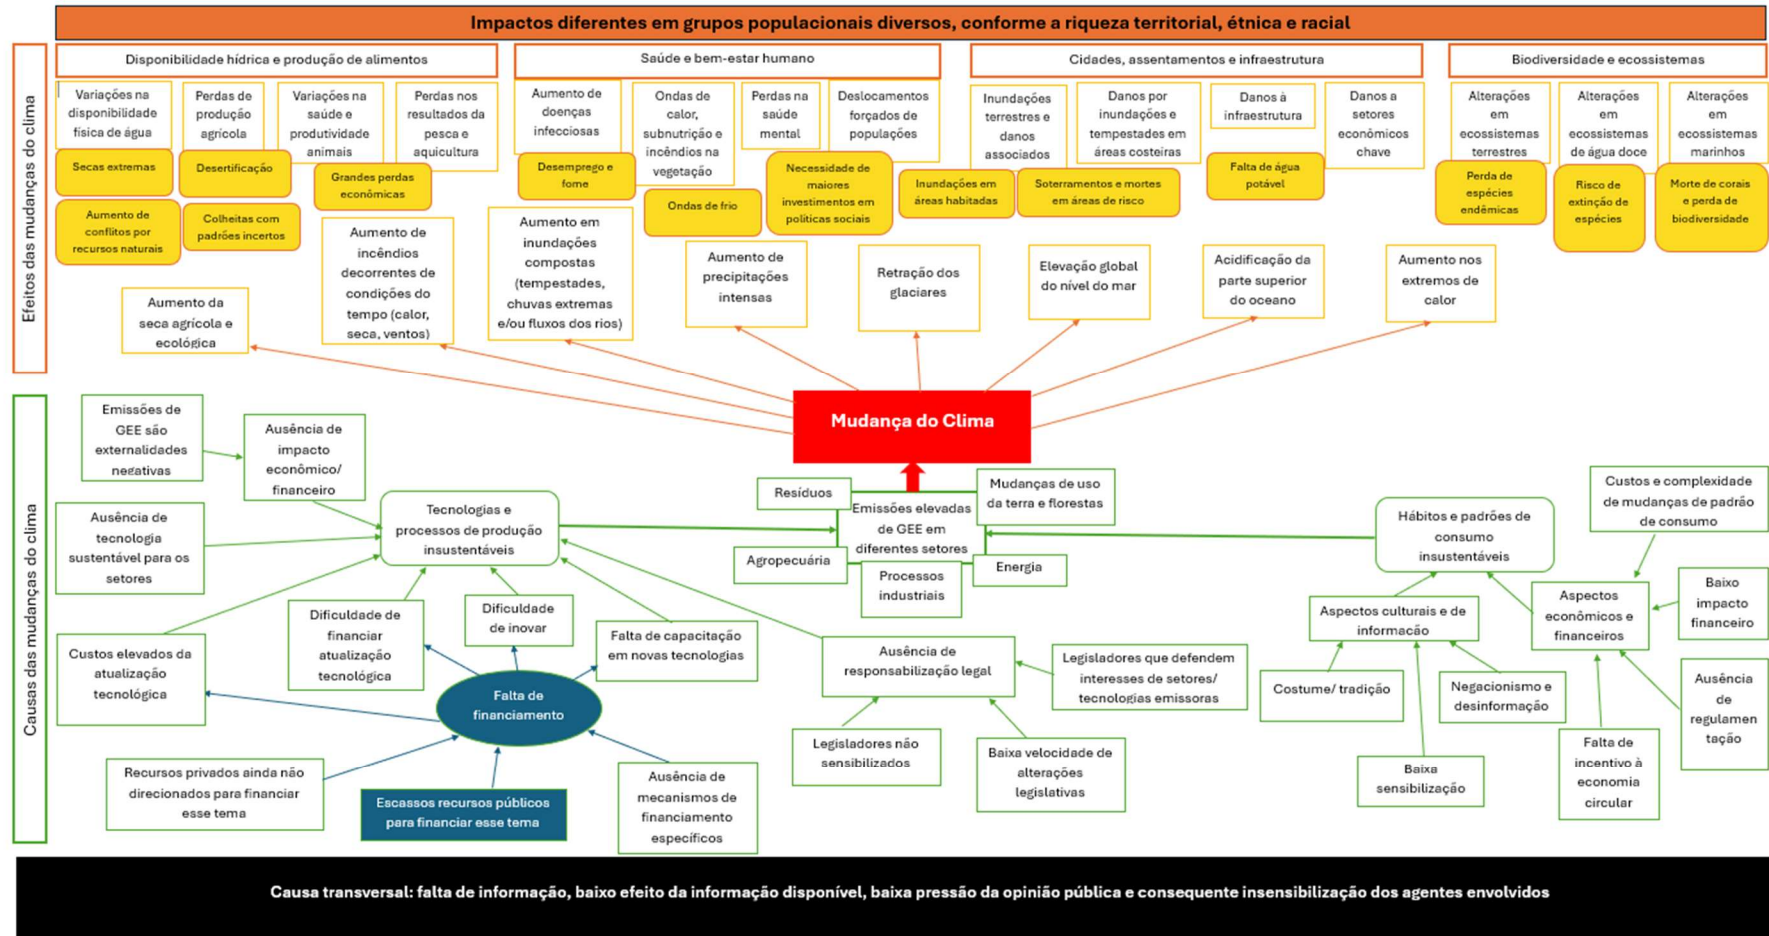 Impactos diferentes em grupos populacionais diversos, conforme a riqueza territorial, étnica e racial
Efeitos das mudanças do clima
Disponibilidade hídrica e produção de alimentos
Saúde e bem-estar humano
Cidades, assentamentos e infraestrutura
Biodiversidade e ecossistemas
Variações na
disponibilidade
física de água
Perdas de
produção
agrícola
Variações na
saúde e
produtividade
animais
Perdas nos
resultados da
pesca e
aquicultura
Aumento de
doenças
infecciosas
Ondas de
calor,
subnutrição e
incêndios na
vegetação
Perdas na
saúde
mental
Deslocamentos
forçados de
populações
Inundações
terrestres e
danos
associados
Danos por
inundações e
tempestades em
áreas costeiras
Danos à
infraestrutura
Danos a
setores
econômicos
chave
Alterações
em
ecossistemas
terrestres
Alterações
em
ecossistemas
de água doce
Alterações
em
ecossistemas
marinhos
Secas extremas
Desertificação
Grandes perdas
econômicas
Desemprego e
fome
Ondas de frio
Necessidade de
maiores
investimentos em
políticas sociais
Inundações em
áreas habitadas
Soterramentos e mortes
em áreas de risco
Falta de água
potável
Perda de
espécies
endêmicas
Risco de
extinção de
espécies
Morte de corais
e perda de
biodiversidade
Aumento de
conflitos por
recursos naturais
Colheitas com
padrões incertos
Aumento da
seca agrícola e
ecológica
Aumento de
incêndios
decorrentes de
condições do
tempo (calor,
seca, ventos)
Aumento em
inundações
compostas
(tempestades,
chuvas extremas
e/ou fluxos dos rios)
Aumento de
precipitações
intensas
Retração dos
glaciares
Elevação global
do nível do mar
Acidificação da
parte superior
do oceano
Aumento nos
extremos de
calor
Mudança do Clima
Causas das mudanças do clima
Emissões de
GEE são
externalidades
negativas
Ausência de
impacto
econômico/
financeiro
Ausência de
tecnologia
sustentável para os
setores
Tecnologias e
processos de produção
insustentáveis
Resíduos
Mudanças de uso
da terra e florestas
Emissões elevadas
de GEE em
diferentes setores
Agropecuária
Processos
industriais
Energia
Hábitos e padrões de
consumo
insustentáveis
Custos e complexidade
de mudanças de padrão
de consumo
Custos elevados da
atualização
tecnológica
Dificuldade de
financiar
atualização
tecnológica
Dificuldade
de inovar
Falta de capacitação
em novas tecnologias
Ausência de
responsabilização legal
Legisladores que defendem
interesses de setores/
tecnologias emissoras
Aspectos culturais e de
informação
Aspectos
econômicos e
financeiros
Baixo
impacto
financeiro
Falta de
financiamento
Costume/ tradição
Negacionismo e
desinformação
Ausência
de
regulamen
tação
Legisladores não
sensibilizados
Baixa velocidade de
alterações
legislativas
Baixa
sensibilização
Falta de
incentivo à
economia
circular
Recursos privados ainda não
direcionados para financiar
esse tema
Escassos recursos públicos
para financiar esse tema
Ausência de
mecanismos de
financiamento
específicos
Causa transversal: falta de informação, baixo efeito da informação disponível, baixa pressão da opinião pública e consequente insensibilização dos agentes envolvidos